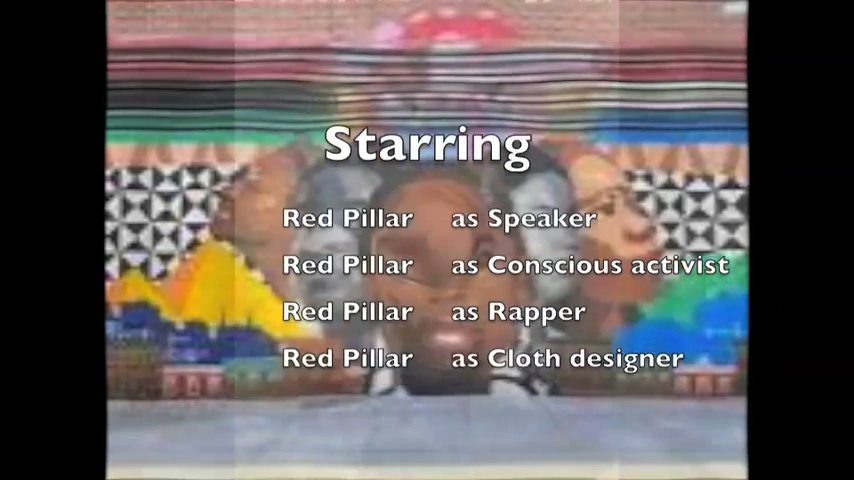 Starring
Red Pillar as Speaker
Red Pillar as Conscious activist
Red Pillar as Rapper
Red Pillar as Cloth designer